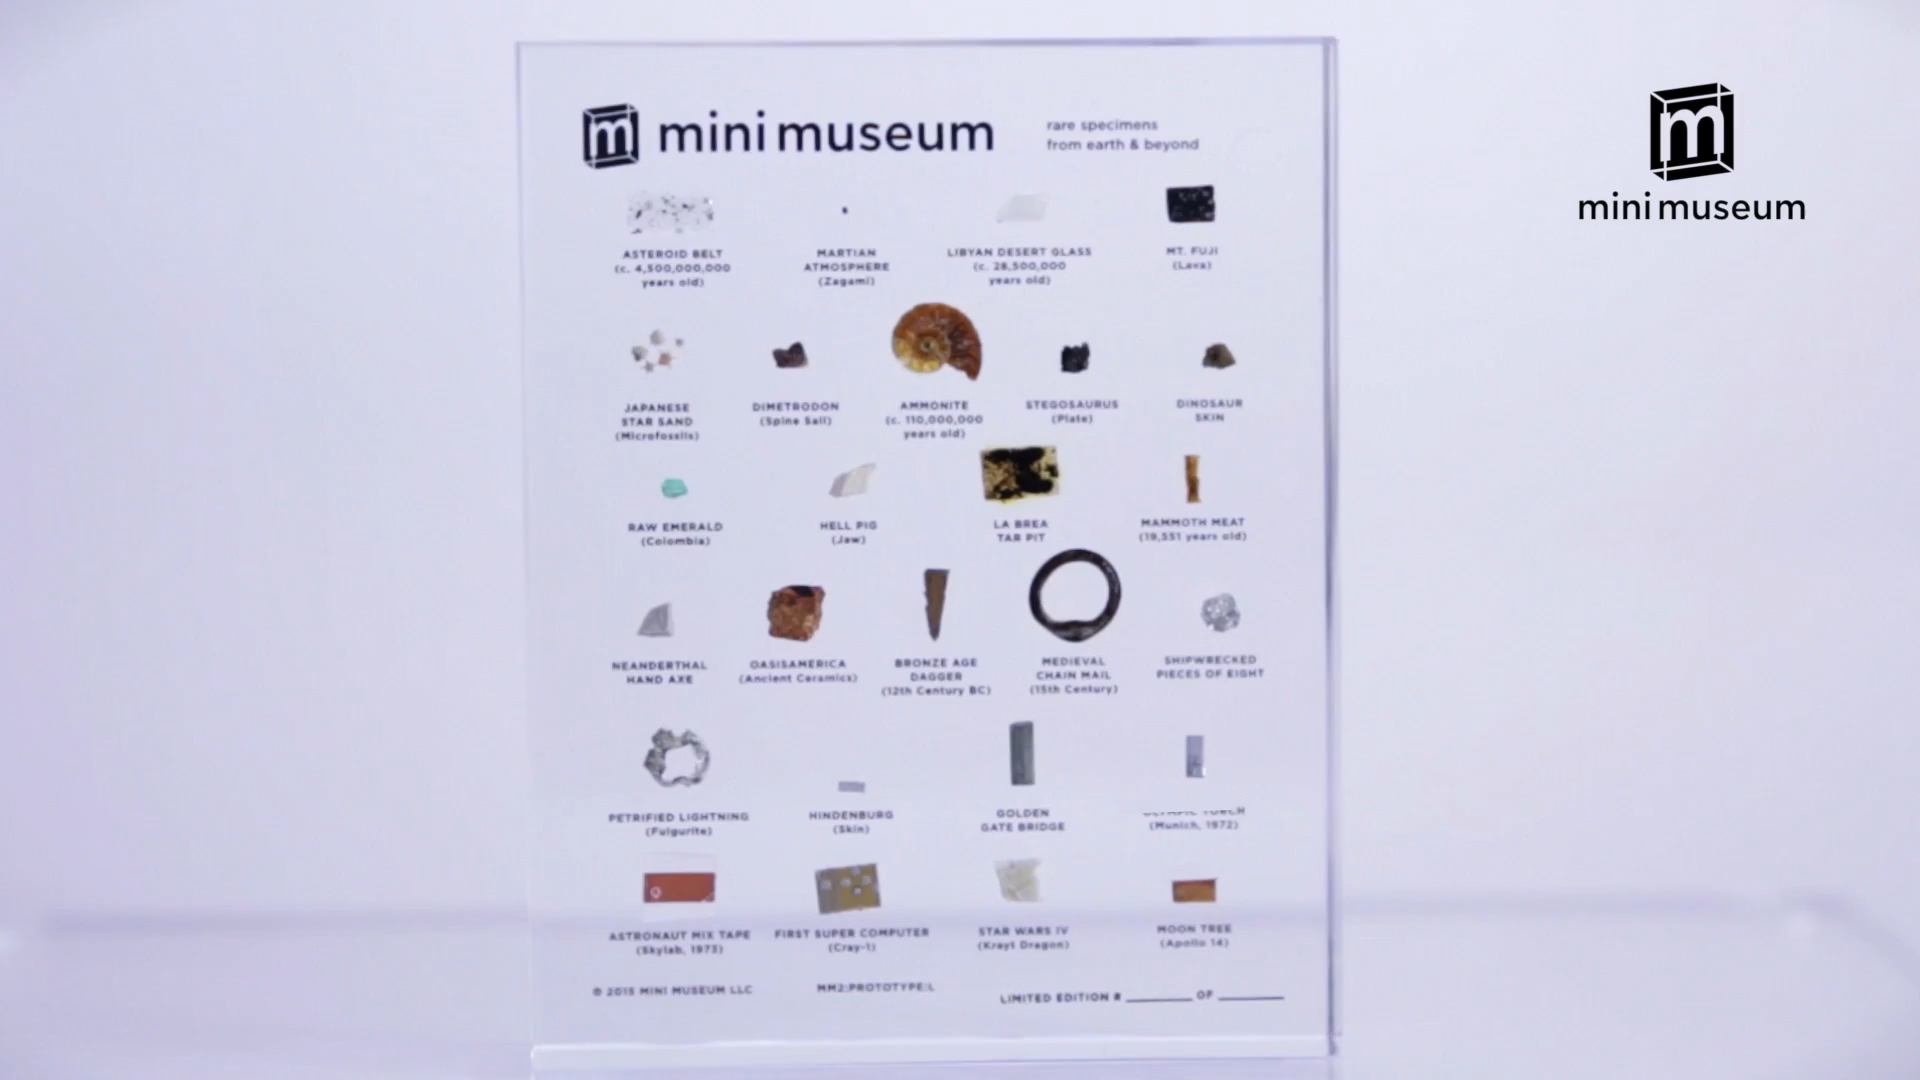 m mini museum
rare specimens
from earth & beyond
m
mini museum
ASTEROID BELT
(c. 4,500,000,000
years old)
MARTIAN
ATMOSPHERE
(Zagami)
LIBYAN DESERT GLASS
(c. 28,500,000
years old)
MT. FUJI
(Lava)
JAPANESE
STAR SAND
(Microfossils)
DIMETRODON
(Spine Sail)
AMMONITE
(c. 110,000,000
years old)
STEGOSAURUS
(Plate)
DINOSAUR
SKIN
RAW EMERALD
(Colombia)
HELL PIG
(Jaw)
LA BREA
TAR PIT
MAMMOTH MEAT
(19,551 years old)
NEANDERTHAL
HAND AXE
OASISAMERICA
(Ancient Ceramics)
BRONZE AGE
DAGGER
(12th Century BC)
MEDIEVAL
CHAIN MAIL
(15th Century)
SHIPWRECKED
PIECES OF EIGHT
PETRIFIED LIGHTNING
(Fulgurite)
HINDENBURG
(Skin)
GOLDEN
GATE BRIDGE
OLYMPIC TORCH
(Munich, 1972)
ASTRONAUT MIX TAPE
(Skylab, 1973)
FIRST SUPER COMPUTER
(Cray-1)
STAR WARS IV
(Krayt Dragon)
MOON TREE
(Apollo 14)
© 2015 MINI MUSEUM LLC
MM2:PROTOTYPE:L
LIMITED EDITION # ________ OF ________